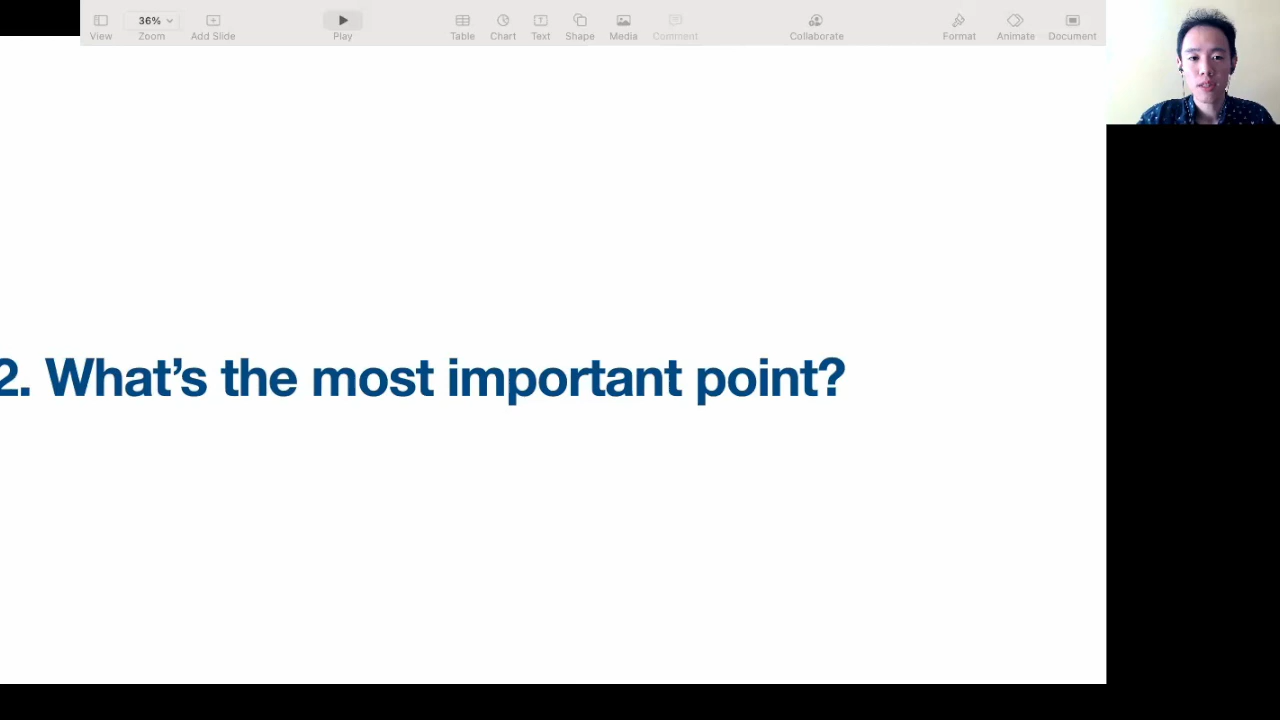 36%
View
Zoom
Add Slide
Play
Table
Chart
Text
Shape
Media
Comment
Collaborate
Format
Animate
Document
2. What’s the most important point?